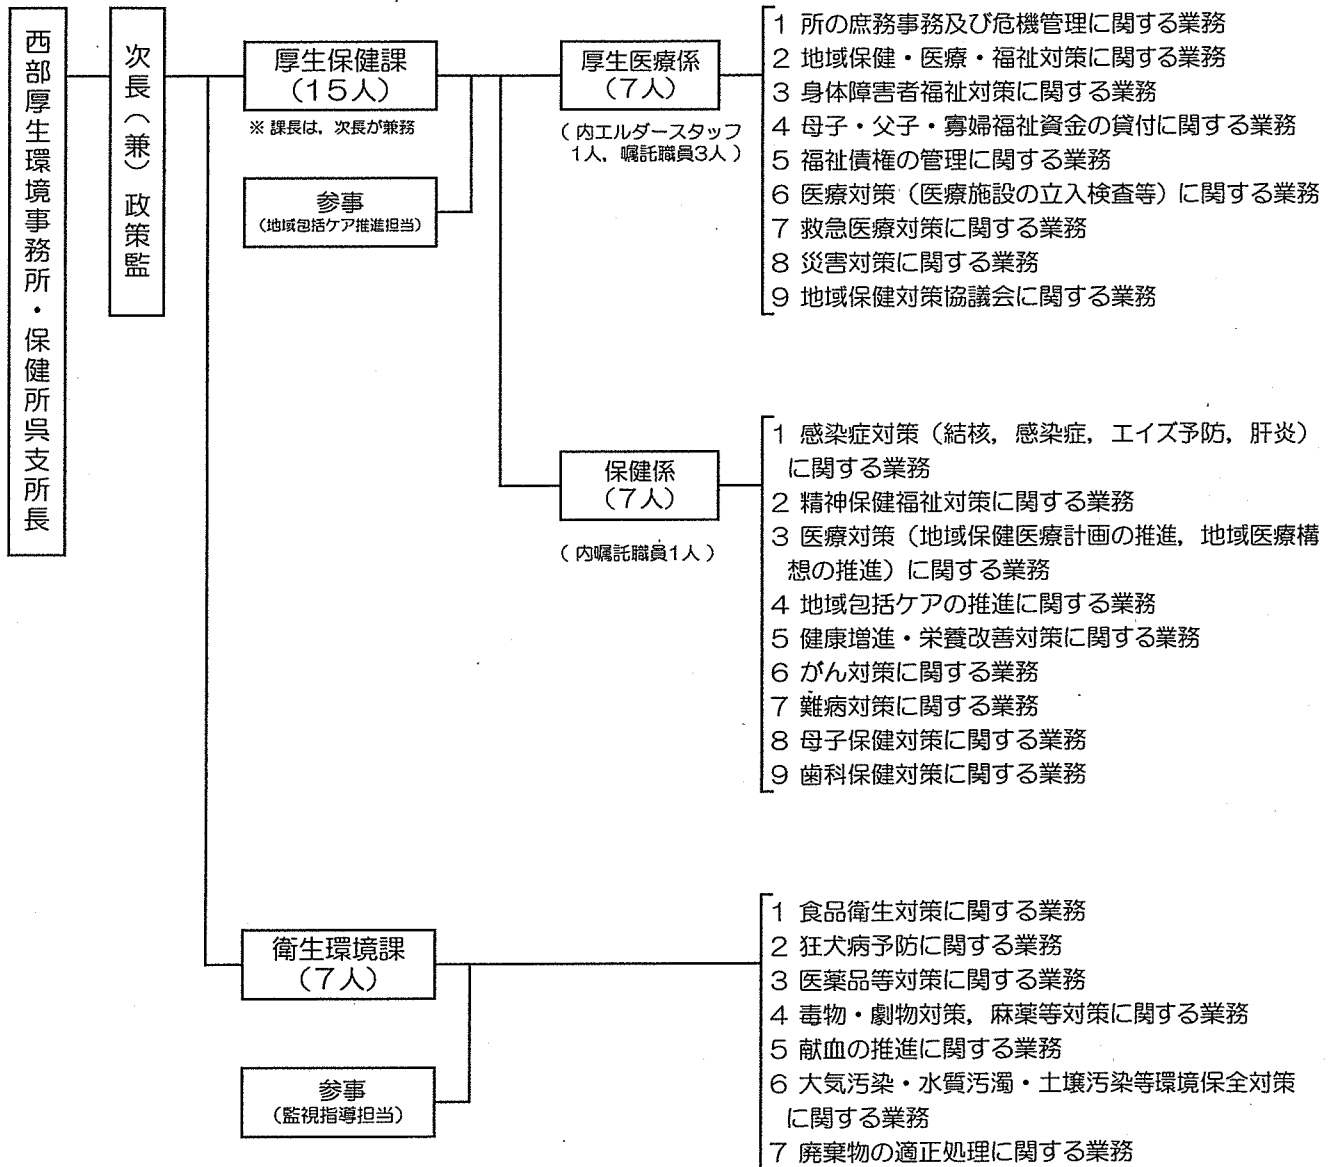 西部厚生環境事務所・保健所呉支所長
次長（兼）政策監
厚生保健課
（15人）
※ 課長は，次長が兼務
参事
（地域包括ケア推進担当）
厚生医療係
（7人）
（ 内エルダースタッフ
1人，嘱託職員3人 ）
1 所の庶務事務及び危機管理に関する業務
2 地域保健・医療・福祉対策に関する業務
3 身体障害者福祉対策に関する業務
4 母子・父子・寡婦福祉資金の貸付に関する業務
5 福祉債権の管理に関する業務
6 医療対策（医療施設の立入検査等）に関する業務
7 救急医療対策に関する業務
8 災害対策に関する業務
9 地域保健対策協議会に関する業務
保健係
（7人）
（ 内嘱託職員1人 ）
1 感染症対策（結核，感染症，エイズ予防，肝炎）
に関する業務
2 精神保健福祉対策に関する業務
3 医療対策（地域保健医療計画の推進，地域医療構
想の推進）に関する業務
4 地域包括ケアの推進に関する業務
5 健康増進・栄養改善対策に関する業務
6 がん対策に関する業務
7 難病対策に関する業務
8 母子保健対策に関する業務
9 歯科保健対策に関する業務
衛生環境課
（7人）
参事
（監視指導担当）
1 食品衛生対策に関する業務
2 狂犬病予防に関する業務
3 医薬品等対策に関する業務
4 毒物・劇物対策，麻薬等対策に関する業務
5 献血の推進に関する業務
6 大気汚染・水質汚濁・土壌汚染等環境保全対策
に関する業務
7 廃棄物の適正処理に関する業務